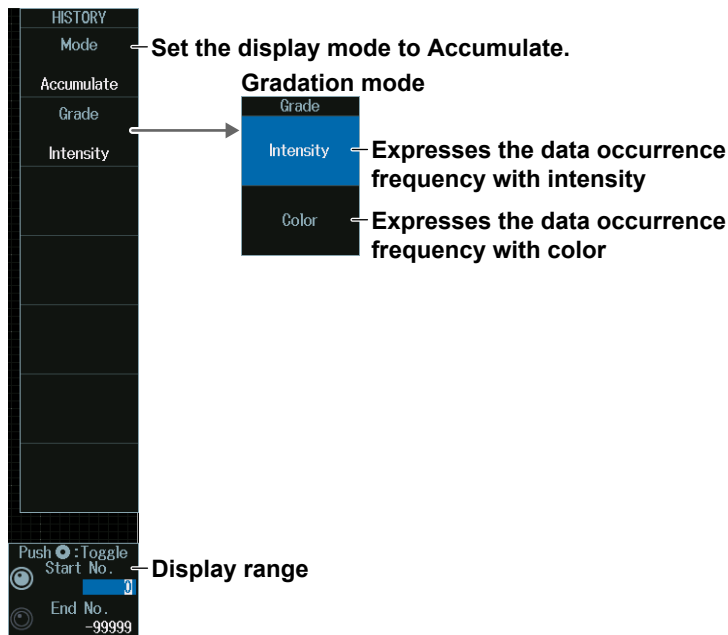 HISTORY
Mode
Set the display mode to Accumulate.
Accumulate
Gradation mode
Grade
Intensity
Grade
Intensity
Expresses the data occurrence
frequency with intensity
Color
Expresses the data occurrence
frequency with color
Push :Toggle
Start No.
Display range
0
End No.
-99999